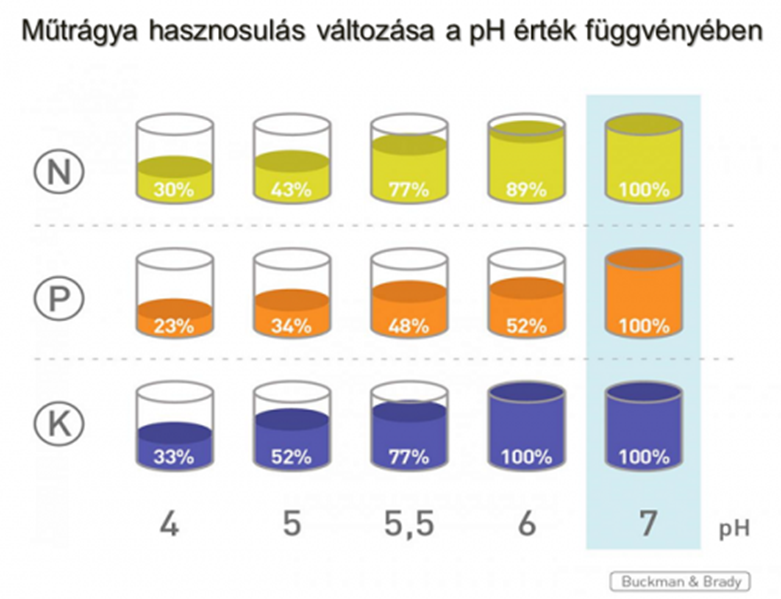 Műtrágya hasznosulás változása a pH érték függvényében
N 30% 43% 77% 89% 100%
P 23% 34% 48% 52% 100%
K 33% 52% 77% 100% 100%
4 5 5,5 6 7 pH
Buckman & Brady